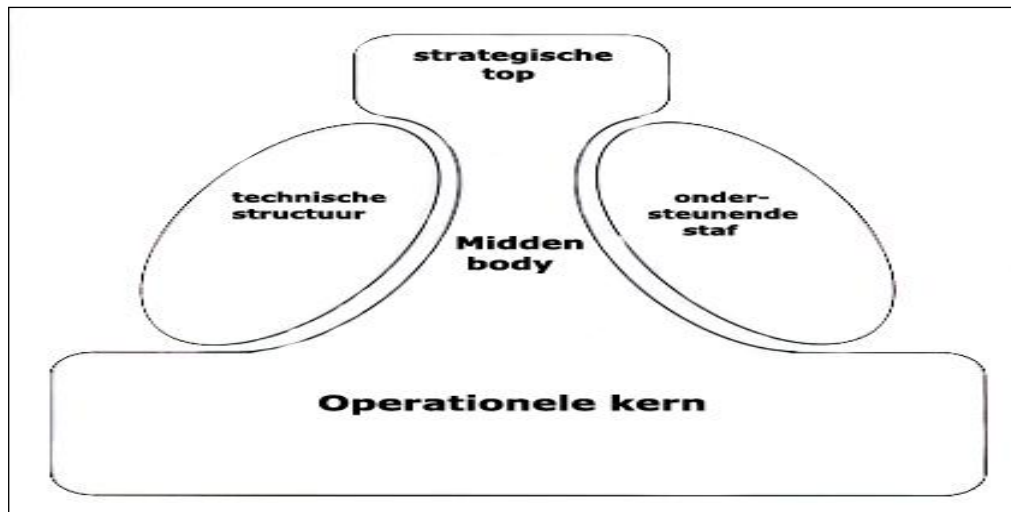 strategische
top
technische
structuur
onder-
steunende
staf
Midden
body
Operationele kern